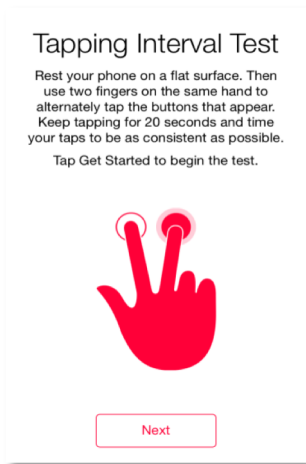 Tapping Interval Test
Rest your phone on a flat surface. Then
use two fingers on the same hand to
alternately tap the buttons that appear.
Keep tapping for 20 seconds and time
your taps to be as consistent as possible.
Tap Get Started to begin the test.
Next